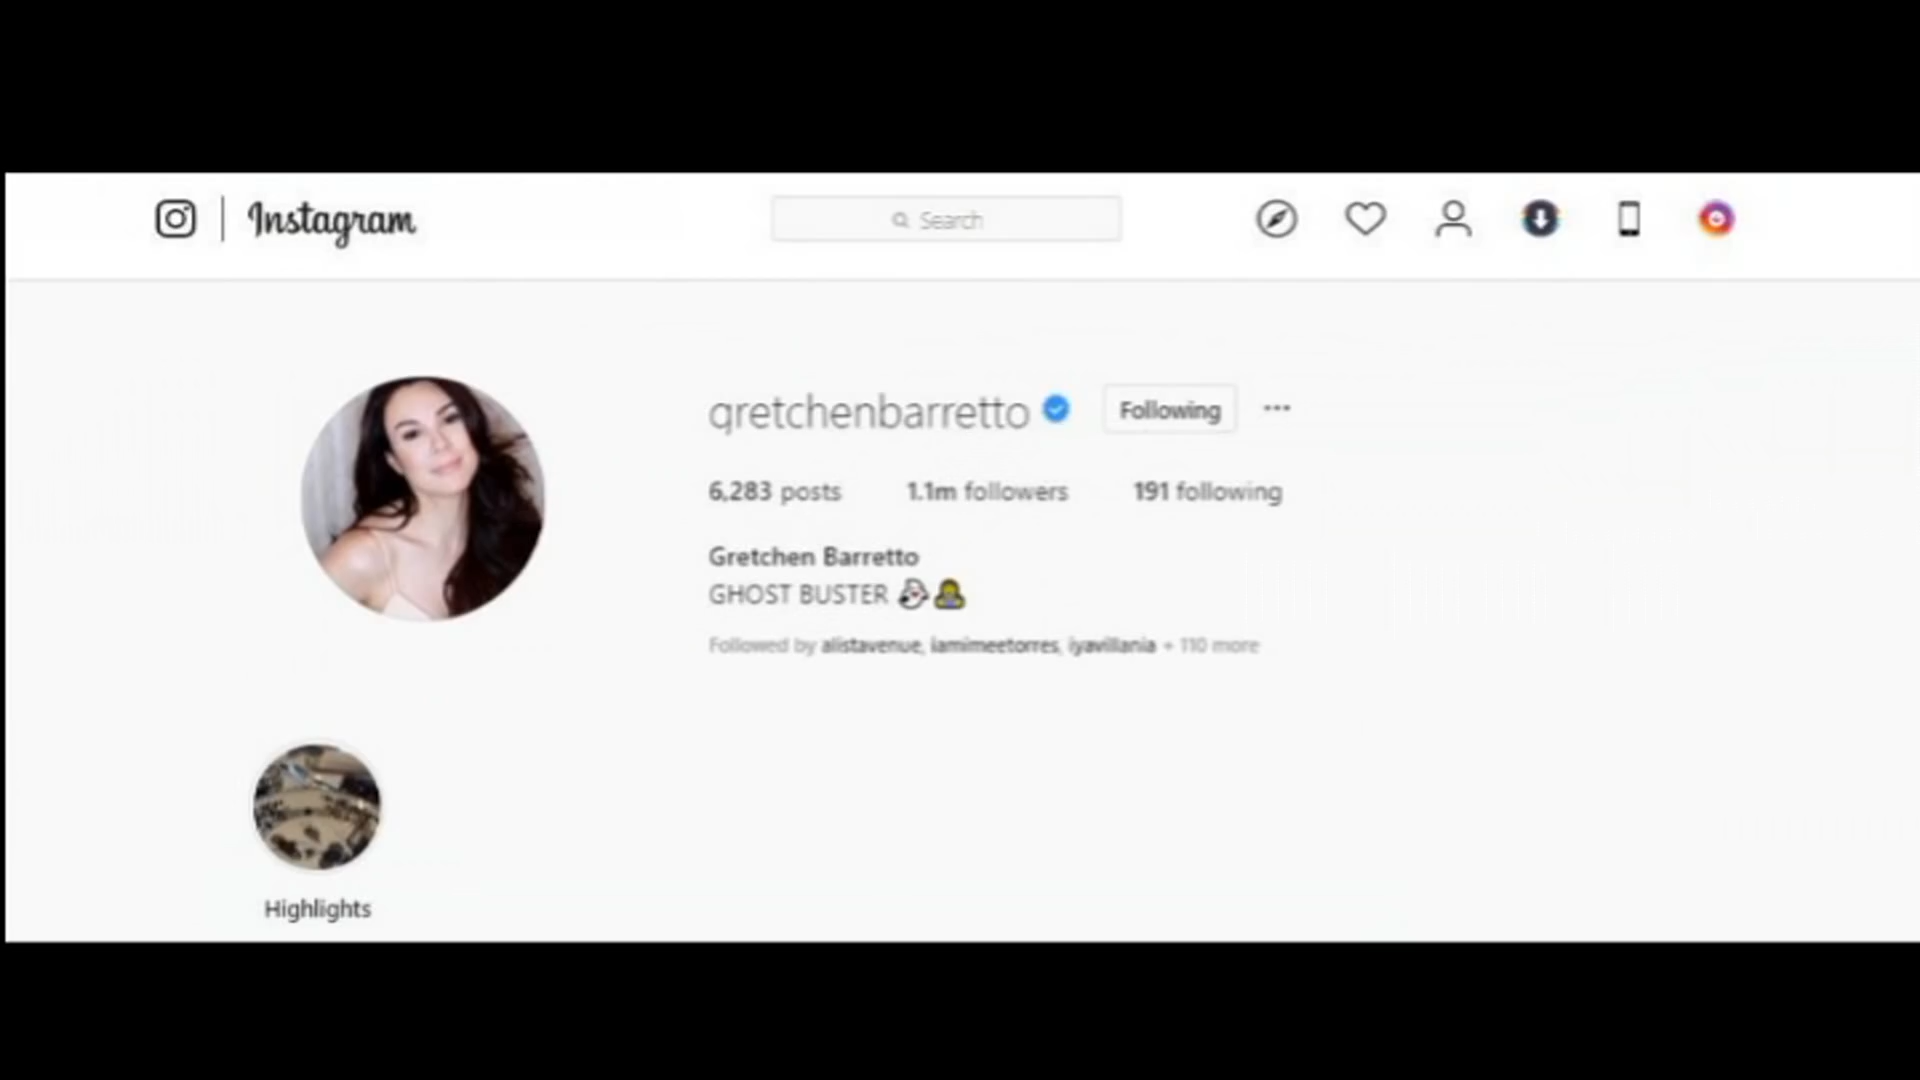 Instagram
Search
gretchenbarretto
Following
6,283 posts 1.1m followers 191 following
Gretchen Barretto
GHOST BUSTER
Followed by alistavenue, iamimeetorres, iyavillania + 110 more
Highlights